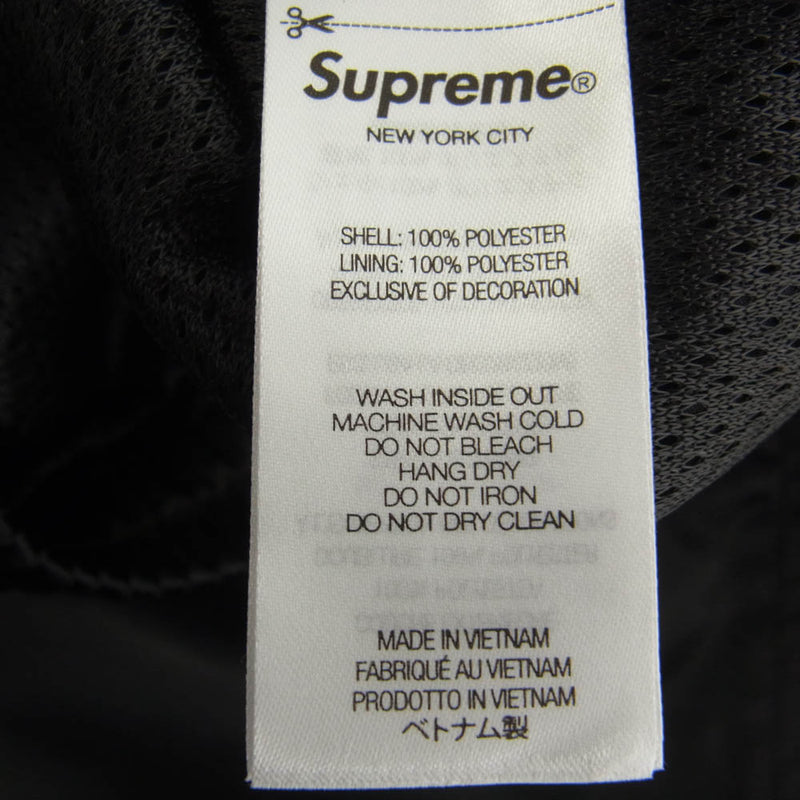 Supreme®
NEW YORK CITY
SHELL: 100% POLYESTER
LINING: 100% POLYESTER
EXCLUSIVE OF DECORATION
WASH INSIDE OUT
MACHINE WASH COLD
DO NOT BLEACH
HANG DRY
DO NOT IRON
DO NOT DRY CLEAN
MADE IN VIETNAM
FABRIQUÉ AU VIETNAM
PRODOTTO IN VIETNAM
ベトナム製